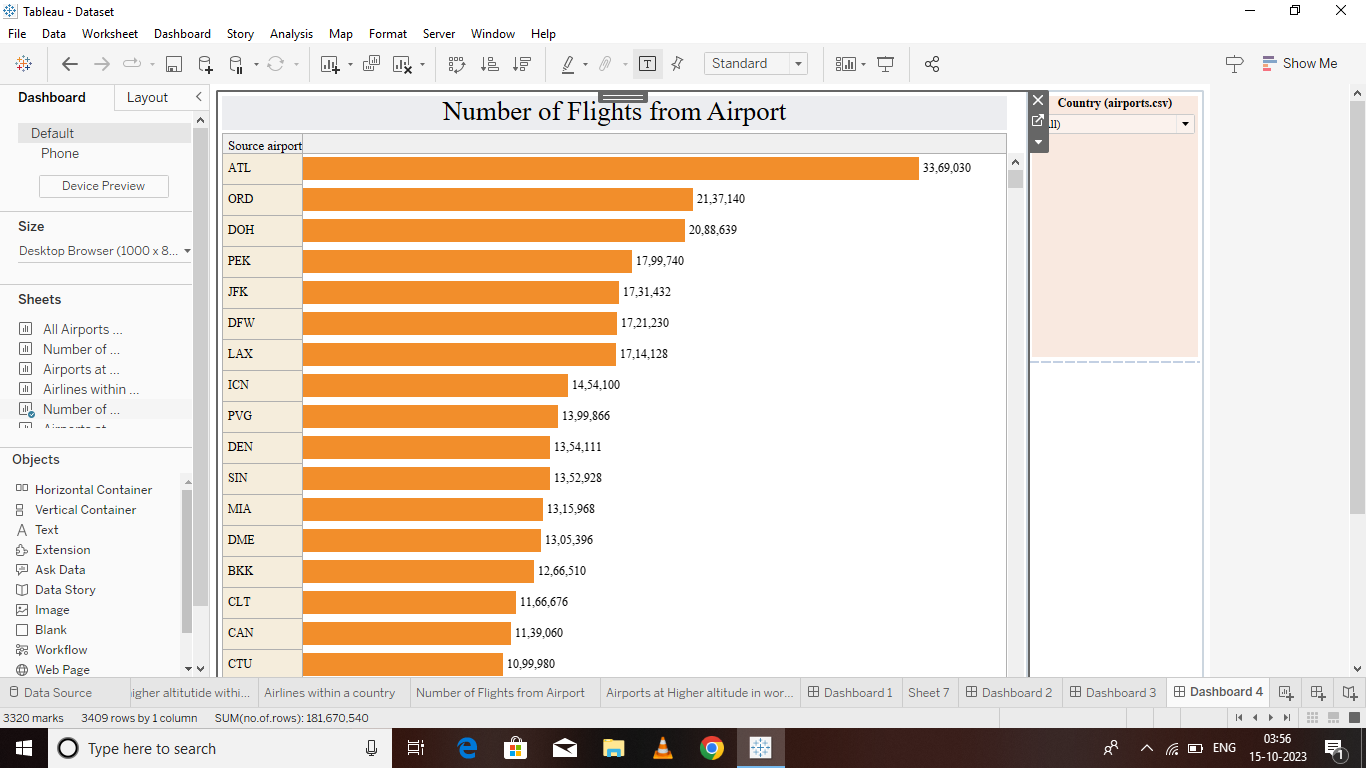 Tableau - Dataset
File Data Worksheet Dashboard Story Analysis Map Format Server Window Help
Standard
Show Me
Dashboard Layout
Default
Phone
Device Preview
Size
Desktop Browser (1000 x 8...
Sheets
All Airports ...
Number of ...
Airports at ...
Airlines within ...
Number of ...
Objects
Horizontal Container
Vertical Container
Text
Extension
Ask Data
Data Story
Image
Blank
Workflow
Web Page
Number of Flights from Airport
Source airport
ATL 33,69,030
ORD 21,37,140
DOH 20,88,639
PEK 17,99,740
JFK 17,31,432
DFW 17,21,230
LAX 17,14,128
ICN 14,54,100
PVG 13,99,866
DEN 13,54,111
SIN 13,52,928
MIA 13,15,968
DME 13,05,396
BKK 12,66,510
CLT 11,66,676
CAN 11,39,060
CTU 10,99,980
Country (airports.csv)
ll)
Data Source igher altitutide withi... Airlines within a country Number of Flights from Airport Airports at Higher altitude in wor... Dashboard 1 Sheet 7 Dashboard 2 Dashboard 3 Dashboard 4
3320 marks 3409 rows by 1 column SUM(no.of.rows): 181,670,540
Type here to search
ENG
03:56
15-10-2023
1